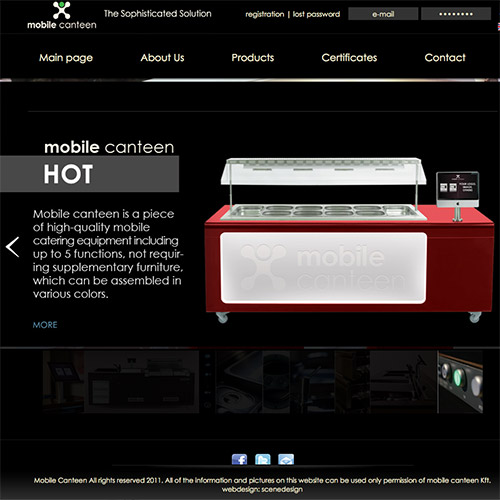 mobile canteen
The Sophisticated Solution
registration | lost password
e-mail
Main page
About Us
Products
Certificates
Contact
mobile canteen
HOT
Mobile canteen is a piece
of high-quality mobile
catering equipment including
up to 5 functions, not requir-
ing supplementary furniture,
which can be assembled in
various colors.
MORE
mobile
canteen
Mobile Canteen All rights reserved 2011. All of the information and pictures on this website can be used only permission of mobile canteen Kft.
webdesign: scenedesign